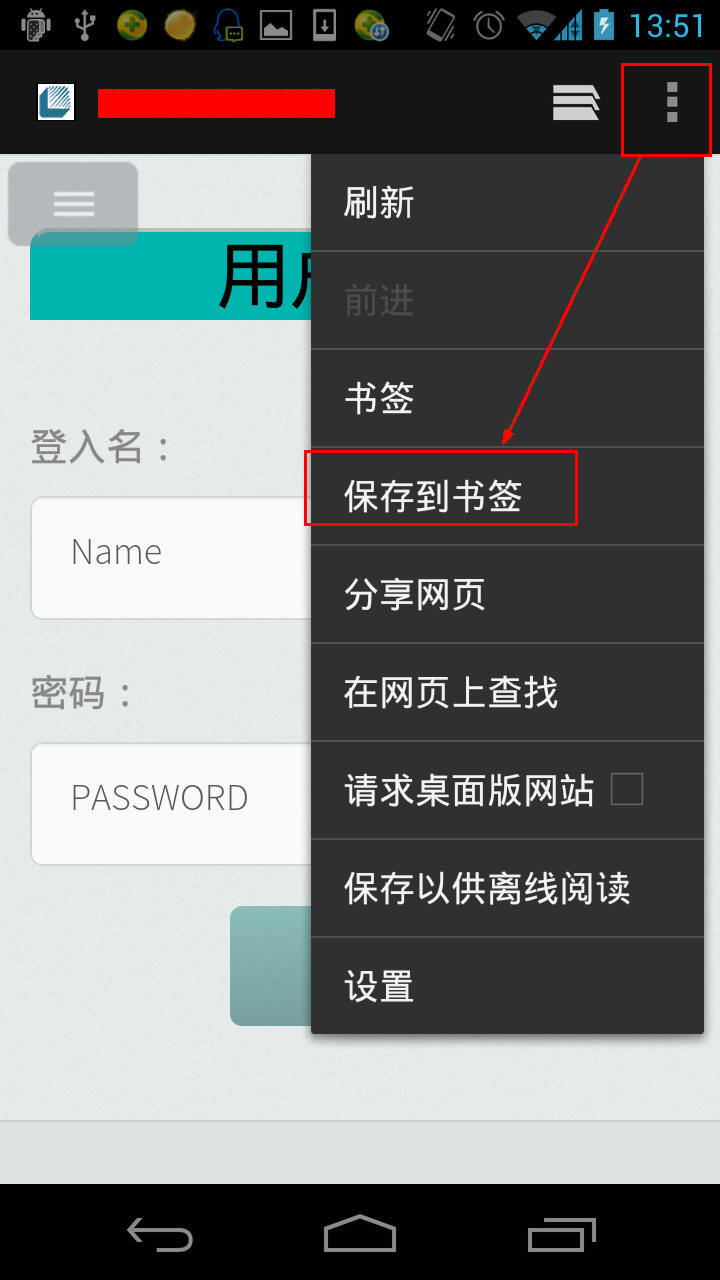 13:51
用户
登入名：
Name
密码：
PASSWORD
刷新
前进
书签
保存到书签
分享网页
在网页上查找
请求桌面版网站
保存以供离线阅读
设置